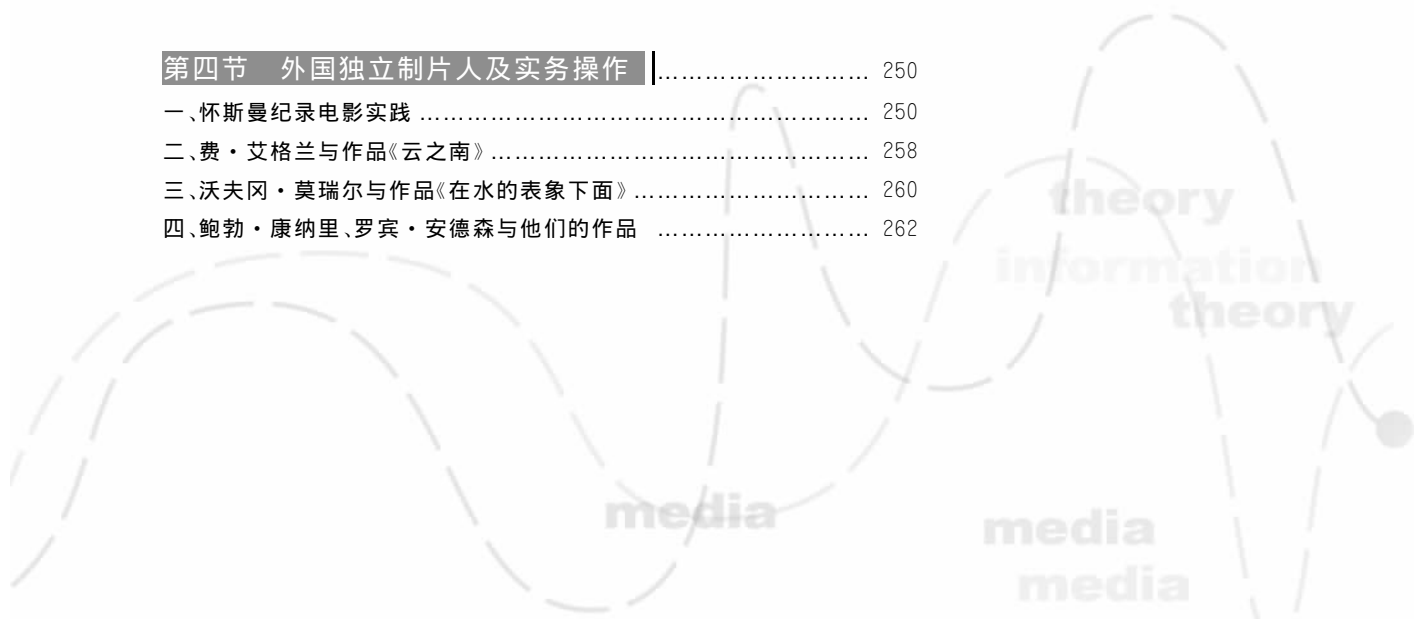 第四节 外国独立制片人及实务操作 ………………………… 250
一、怀斯曼纪录电影实践 ………………………………………………… 250
二、费·艾格兰与作品《云之南》………………………………………… 258
三、沃夫冈·莫瑞尔与作品《在水的表象下面》………………………… 260
四、鲍勃·康纳里、罗宾·安德森与他们的作品 ……………………… 262
theory
information
theory
media
media
media